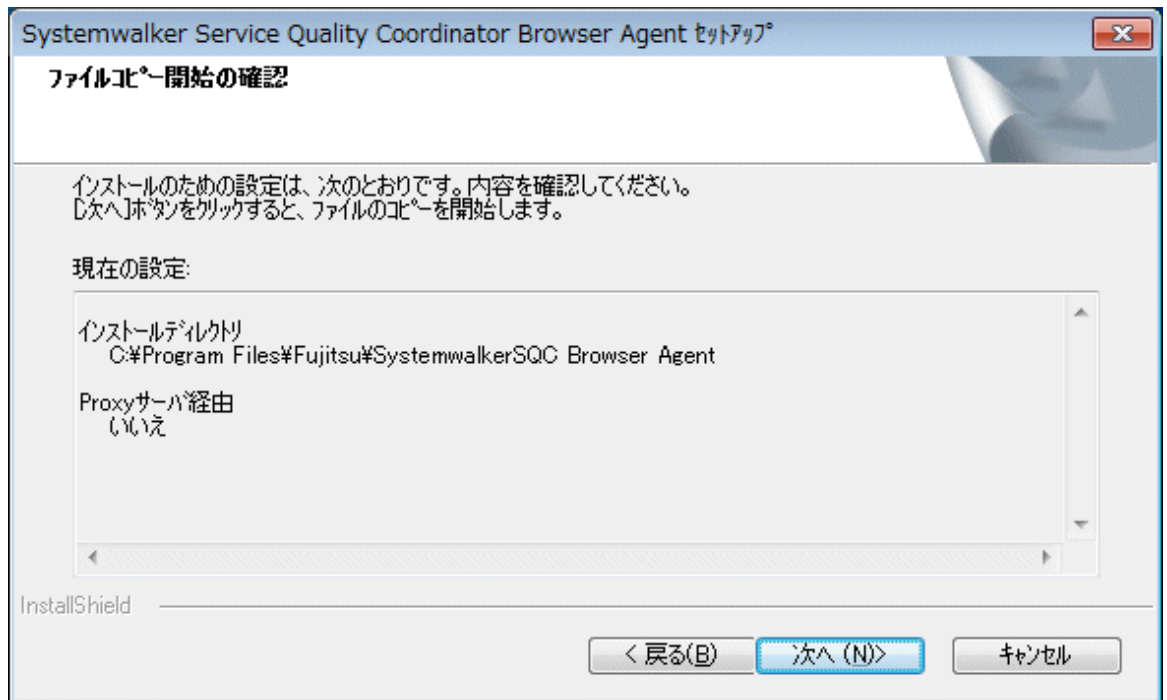 Systemwalker Service Quality Coordinator Browser Agent ｾｯﾄｱｯﾌﾟ
ファイルコピー開始の確認
インストールのための設定は、次のとおりです。内容を確認してください。
[次へ]ボタンをクリックすると、ファイルのコピーを開始します。
現在の設定:
インストールディレクトリ
C:¥Program Files¥Fujitsu¥SystemwalkerSQC Browser Agent
Proxyサーバ経由
いいえ
InstallShield
< 戻る(B)
次へ (N)>
キャンセル